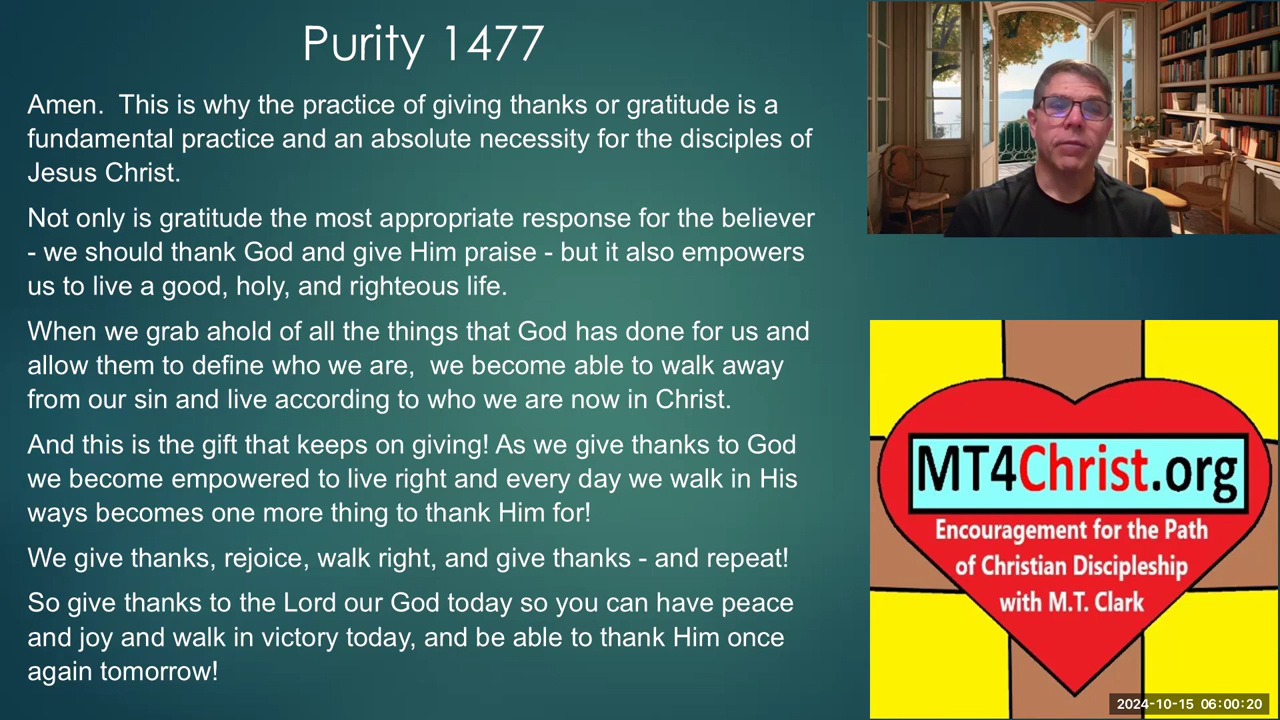 Purity 1477
Amen.  This is why the practice of giving thanks or gratitude is a
fundamental practice and an absolute necessity for the disciples of
Jesus Christ.
Not only is gratitude the most appropriate response for the believer
- we should thank God and give Him praise - but it also empowers
us to live a good, holy, and righteous life.
When we grab ahold of all the things that God has done for us and
allow them to define who we are,  we become able to walk away
from our sin and live according to who we are now in Christ.
And this is the gift that keeps on giving! As we give thanks to God
we become empowered to live right and every day we walk in His
ways becomes one more thing to thank Him for!
We give thanks, rejoice, walk right, and give thanks - and repeat!
So give thanks to the Lord our God today so you can have peace
and joy and walk in victory today, and be able to thank Him once
again tomorrow!
MT4Christ.org
Encouragement for the Path
of Christian Discipleship
with M.T. Clark
2024-10-15 06:00:20